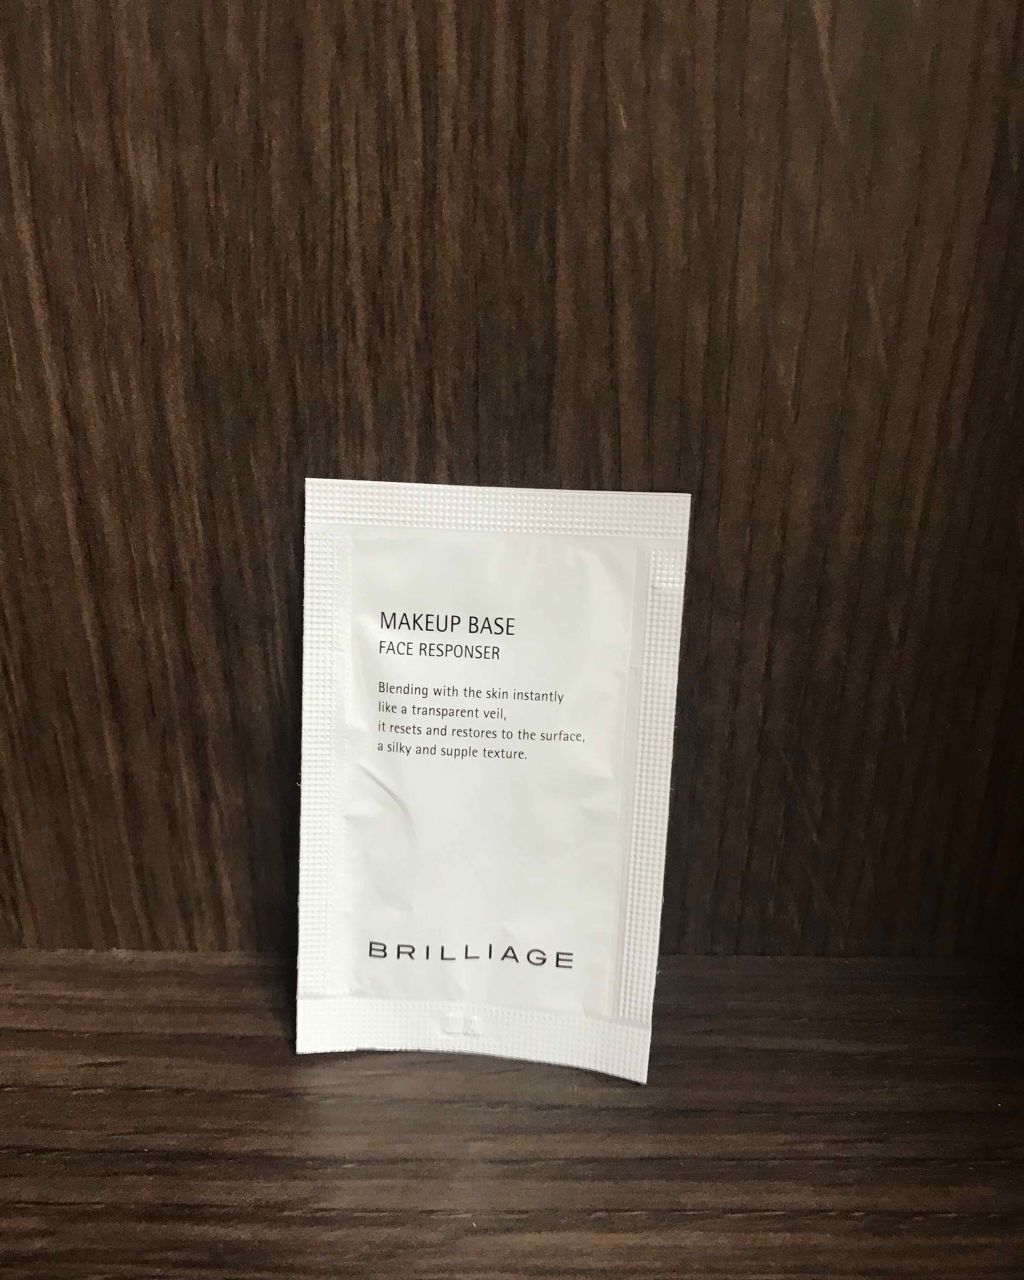 MAKEUP BASE
FACE RESPONSER
Blending with the skin instantly
like a transparent veil,
it resets and restores to the surface,
a silky and supple texture.
BRILLIAGE